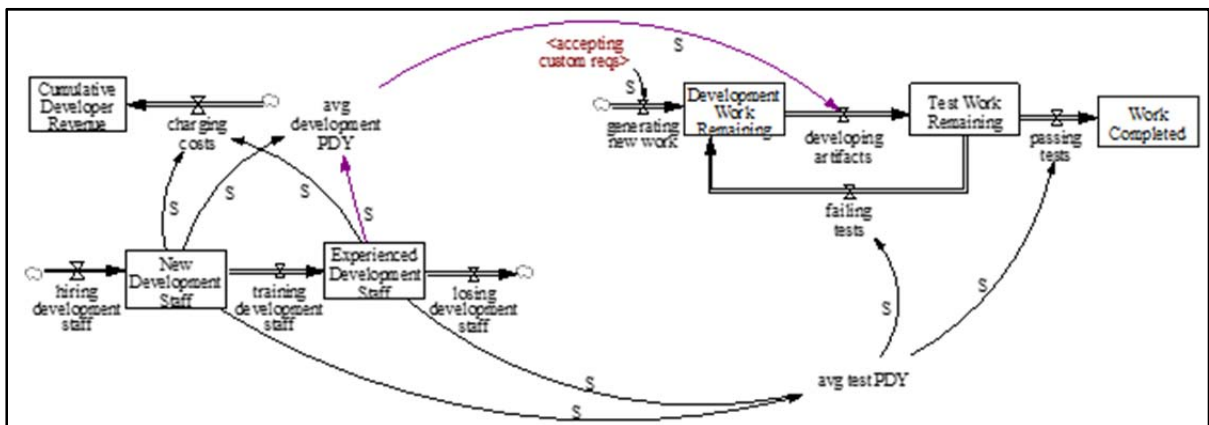 S
<accepting
custom reqs>
S
Cumulative
Developer
Revenue
charging
costs
avg
development
PDY
Development
Work
Remaining
generating
new work
developing
artifacts
Test Work
Remaining
passing
tests
Work
Completed
failing
tests
S
S
S
S
S
New
Development
Staff
Experienced
Development
Staff
hiring
development
staff
training
development
staff
losing
development
staff
S
S
avg test PDY
S
S